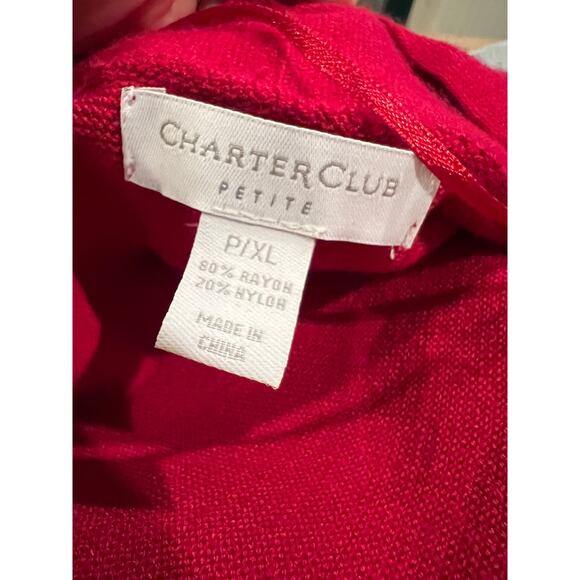 CHARTER CLUB
PETITE
P/XL
80% RAYON
20% NYLON
MADE IN
CHINA